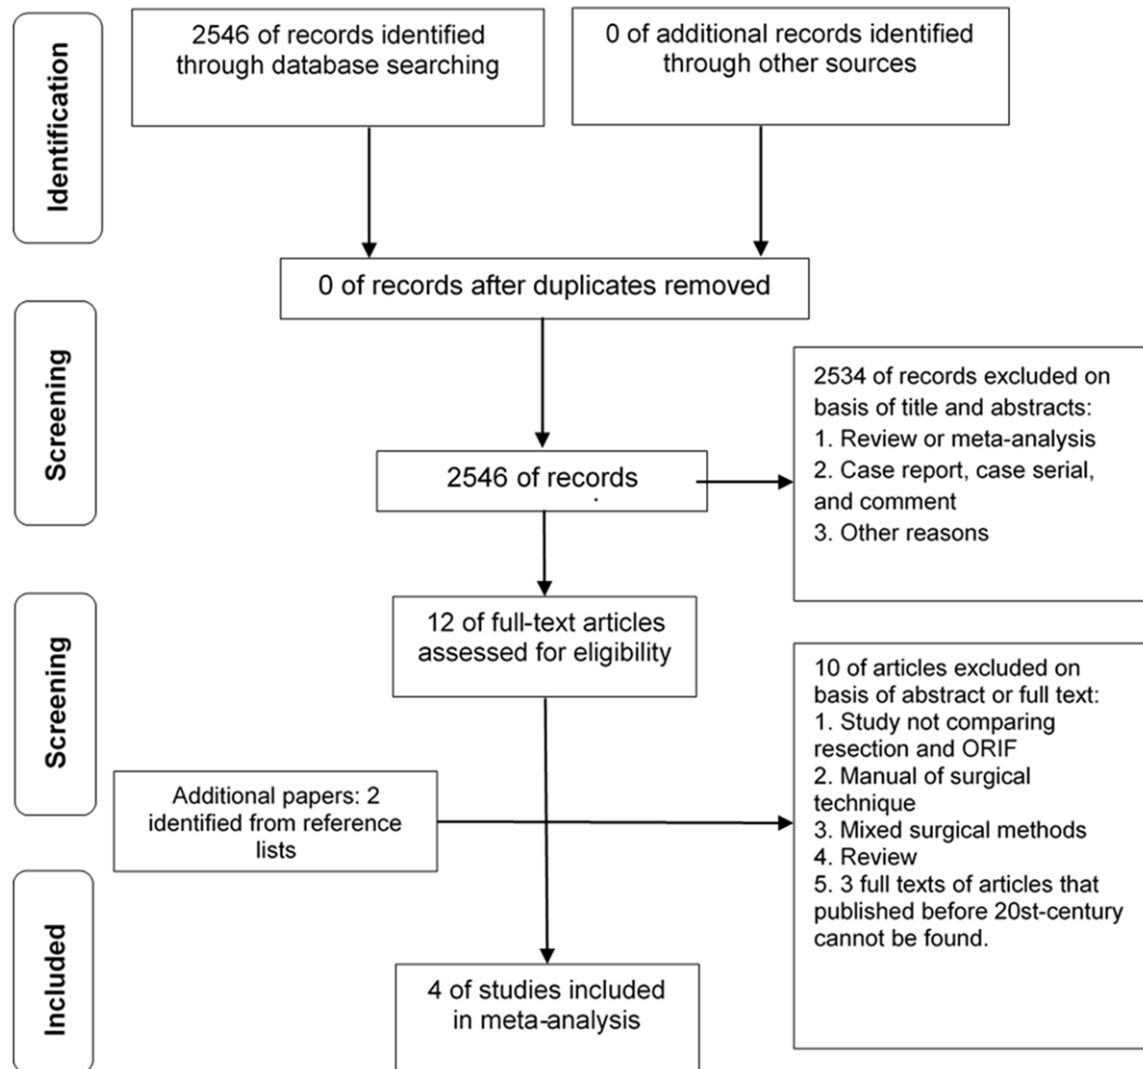 Identification
2546 of records identified
through database searching
0 of additional records identified
through other sources
0 of records after duplicates removed
Screening
2546 of records
2534 of records excluded on
basis of title and abstracts:
1. Review or meta-analysis
2. Case report, case serial,
and comment
3. Other reasons
Screening
12 of full-text articles
assessed for eligibility
10 of articles excluded on
basis of abstract or full text:
1. Study not comparing
resection and ORIF
2. Manual of surgical
technique
3. Mixed surgical methods
4. Review
5. 3 full texts of articles that
published before 20st-century
cannot be found.
Additional papers: 2
identified from reference
lists
Included
4 of studies included
in meta-analysis